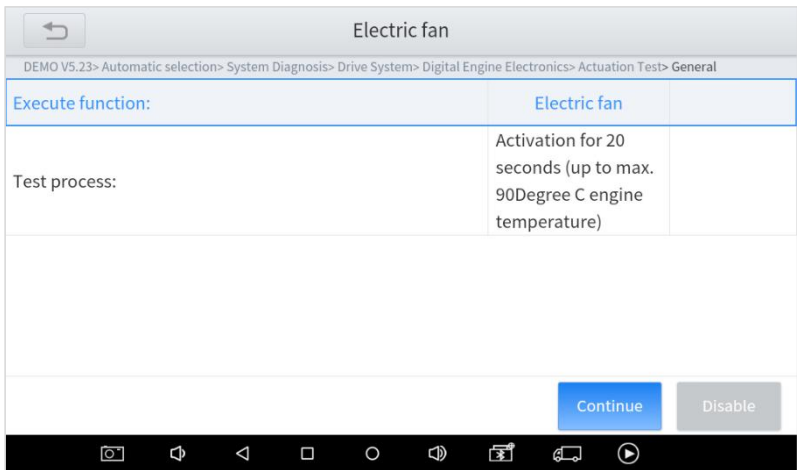 Electric fan
DEMO V5.23> Automatic selection> System Diagnosis> Drive System> Digital Engine Electronics> Actuation Test> General
Execute function: Electric fan
Test process:
Activation for 20
seconds (up to max.
90Degree C engine
temperature)
Continue Disable